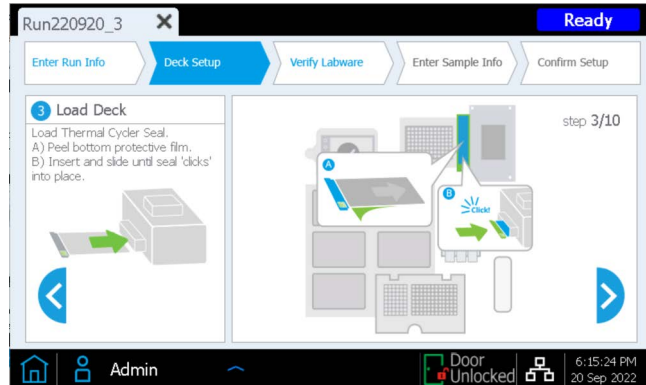 Run220920_3
Ready
Enter Run Info
Deck Setup
Verify Labware
Enter Sample Info
Confirm Setup
3 Load Deck
Load Thermal Cycler Seal.
A) Peel bottom protective film.
B) Insert and slide until seal 'clicks'
into place.
step 3/10
A
B
Click!
Admin
Door
Unlocked
6:15:24 PM
20 Sep 2022